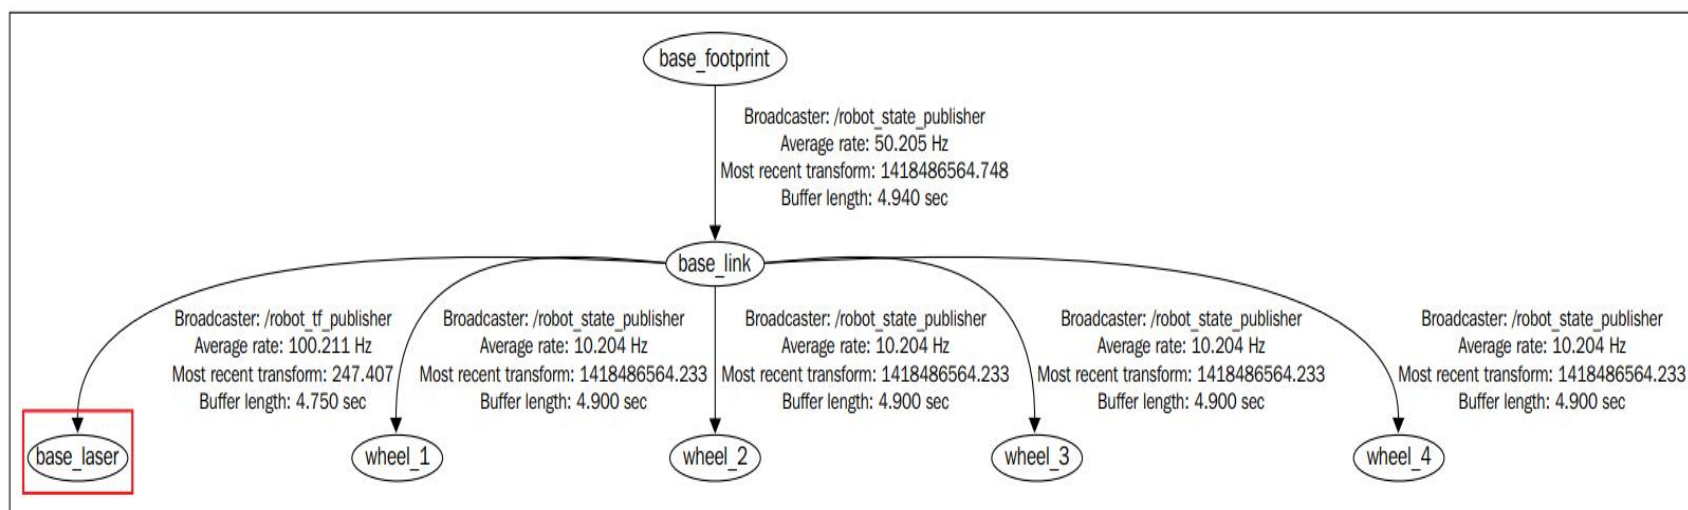 base_footprint
Broadcaster: /robot_state_publisher
Average rate: 50.205 Hz
Most recent transform: 1418486564.748
Buffer length: 4.940 sec
base_link
Broadcaster: /robot_tf_publisher
Average rate: 100.211 Hz
Most recent transform: 247.407
Buffer length: 4.750 sec
Broadcaster: /robot_state_publisher
Average rate: 10.204 Hz
Most recent transform: 1418486564.233
Buffer length: 4.900 sec
Broadcaster: /robot_state_publisher
Average rate: 10.204 Hz
Most recent transform: 1418486564.233
Buffer length: 4.900 sec
Broadcaster: /robot_state_publisher
Average rate: 10.204 Hz
Most recent transform: 1418486564.233
Buffer length: 4.900 sec
Broadcaster: /robot_state_publisher
Average rate: 10.204 Hz
Most recent transform: 1418486564.233
Buffer length: 4.900 sec
base_laser
wheel_1
wheel_2
wheel_3
wheel_4